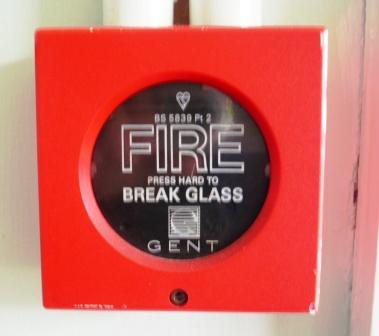 BS 5839 Pt 2
FIRE
PRESS HARD TO
BREAK GLASS
GENT